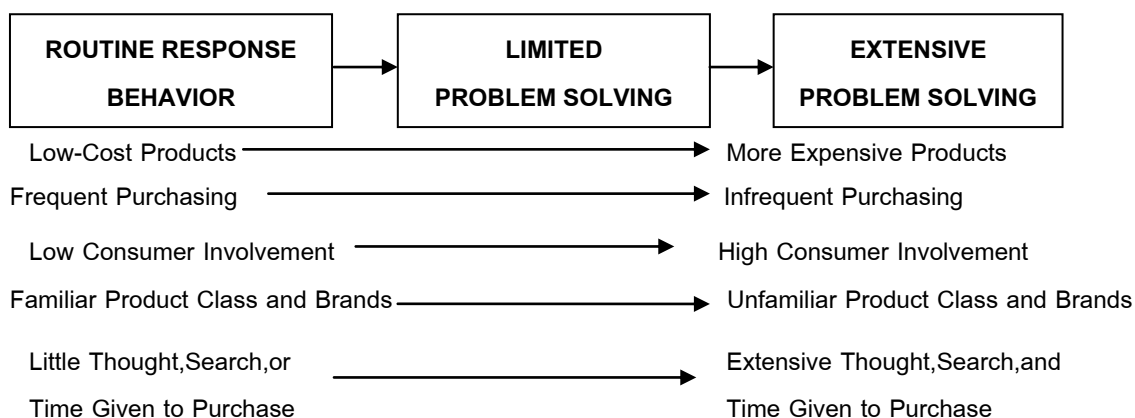 ROUTINE RESPONSE
BEHAVIOR
LIMITED
PROBLEM SOLVING
EXTENSIVE
PROBLEM SOLVING
Low-Cost Products
More Expensive Products
Frequent Purchasing
Infrequent Purchasing
Low Consumer Involvement
High Consumer Involvement
Familiar Product Class and Brands
Unfamiliar Product Class and Brands
Little Thought,Search,or
Time Given to Purchase
Extensive Thought,Search,and
Time Given to Purchase